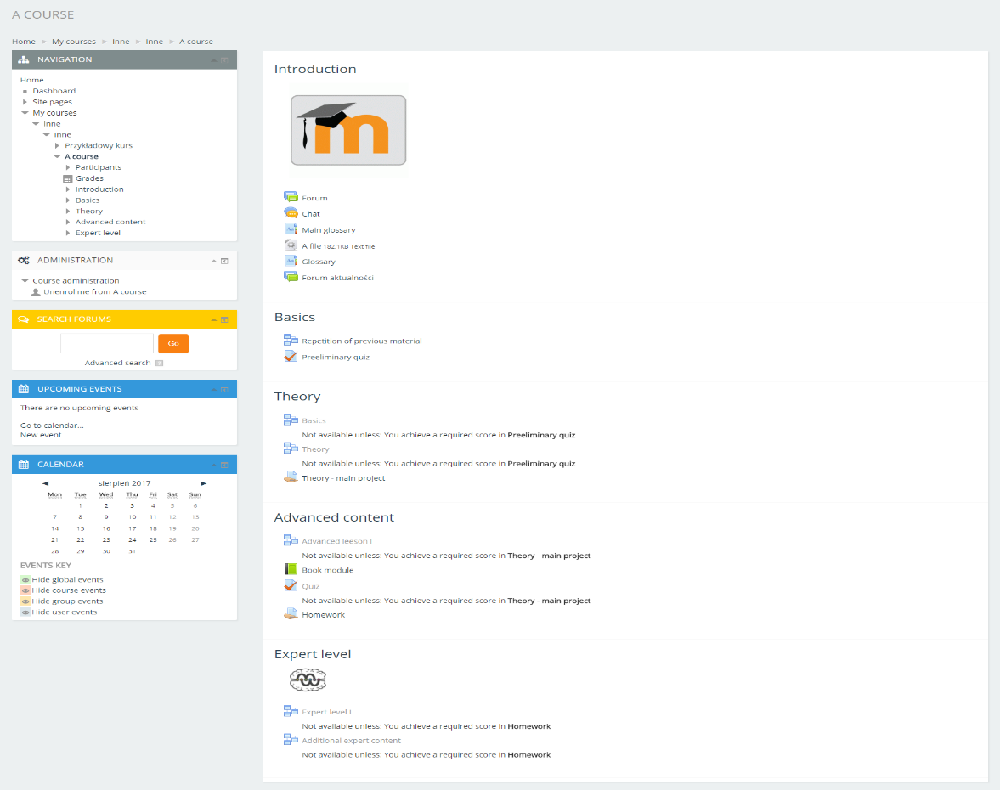 A COURSE
Home My courses Inne Inne A course
NAVIGATION
Home
Dashboard
Site pages
My courses
Inne
Inne
Przykładowy kurs
A course
Participants
Grades
Introduction
Basics
Theory
Advanced content
Expert level
ADMINISTRATION
Course administration
Unenrol me from A course
SEARCH FORUMS
Go
Advanced search
UPCOMING EVENTS
There are no upcoming events
Go to calendar...
New event...
CALENDAR
◄ sierpień 2017 ►
Mon Tue Wed Thu Fri Sat Sun
1 2 3 4 5 6
7 8 9 10 11 12 13
14 15 16 17 18 19 20
21 22 23 24 25 26 27
28 29 30 31
EVENTS KEY
Hide global events
Hide course events
Hide group events
Hide user events
Introduction
m
Forum
Chat
Main glossary
A file 182.1KB Text file
Glossary
Forum aktualności
Basics
Repetition of previous material
Preeliminary quiz
Theory
Basics
Not available unless: You achieve a required score in Preeliminary quiz
Theory
Not available unless: You achieve a required score in Preeliminary quiz
Theory - main project
Advanced content
Advanced leeson I
Not available unless: You achieve a required score in Theory - main project
Book module
Quiz
Not available unless: You achieve a required score in Theory - main project
Homework
Expert level
Expert level I
Not available unless: You achieve a required score in Homework
Additional expert content
Not available unless: You achieve a required score in Homework